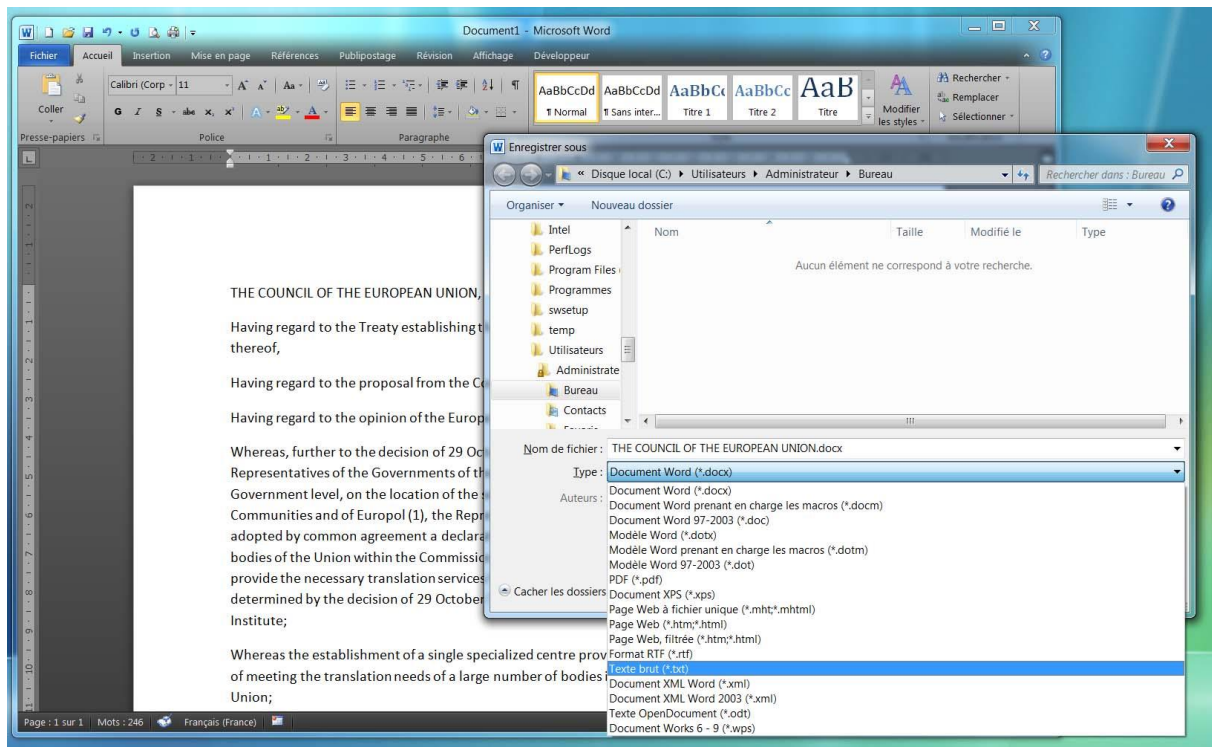 Document1 - Microsoft Word
Fichier Accueil Insertion Mise en page Références Publipostage Révision Affichage Développeur
Calibri (Corp 11
Rechercher
Remplacer
Sélectionner
Coller
G I S abc x, x²
AaBbCcDd AaBbCcDd AaBbCc AaBbCc AaB
¶ Normal ¶ Sans inter... Titre 1 Titre 2 Titre
Modifier les styles
Presse-papiers Police Paragraphe
Enregistrer sous
« Disque local (C:) Utilisateurs Administrateur Bureau
Rechercher dans : Bureau
Organiser Nouveau dossier
Nom Taille Modifié le Type
Aucun élément ne correspond à votre recherche.
Intel
PerfLogs
Program Files
Programmes
swsetup
temp
Utilisateurs
Administrate
Bureau
Contacts
Nom de fichier : THE COUNCIL OF THE EUROPEAN UNION.docx
Type : Document Word (*.docx)
Auteurs :
Document Word (*.docx)
Document Word prenant en charge les macros (*.docm)
Document Word 97-2003 (*.doc)
Modèle Word (*.dotx)
Modèle Word prenant en charge les macros (*.dotm)
Modèle Word 97-2003 (*.dot)
PDF (*.pdf)
Document XPS (*.xps)
Page Web à fichier unique (*.mht;*.mhtml)
Page Web (*.htm;*.html)
Page Web, filtrée (*.htm;*.html)
Format RTF (*.rtf)
Texte brut (*.txt)
Document XML Word (*.xml)
Document XML Word 2003 (*.xml)
Texte OpenDocument (*.odt)
Document Works 6 - 9 (*.wps)
Cacher les dossiers
THE COUNCIL OF THE EUROPEAN UNION,
Having regard to the Treaty establishing t
thereof,
Having regard to the proposal from the Co
Having regard to the opinion of the Europ
Whereas, further to the decision of 29 Oc
Representatives of the Governments of th
Government level, on the location of the
Communities and of Europol (1), the Repr
adopted by common agreement a declara
bodies of the Union within the Commissio
provide the necessary translation services
determined by the decision of 29 October
Institute;
Whereas the establishment of a single specialized centre prov
of meeting the translation needs of a large number of bodies i
Union;
Page : 1 sur 1 Mots : 246 Français (France)